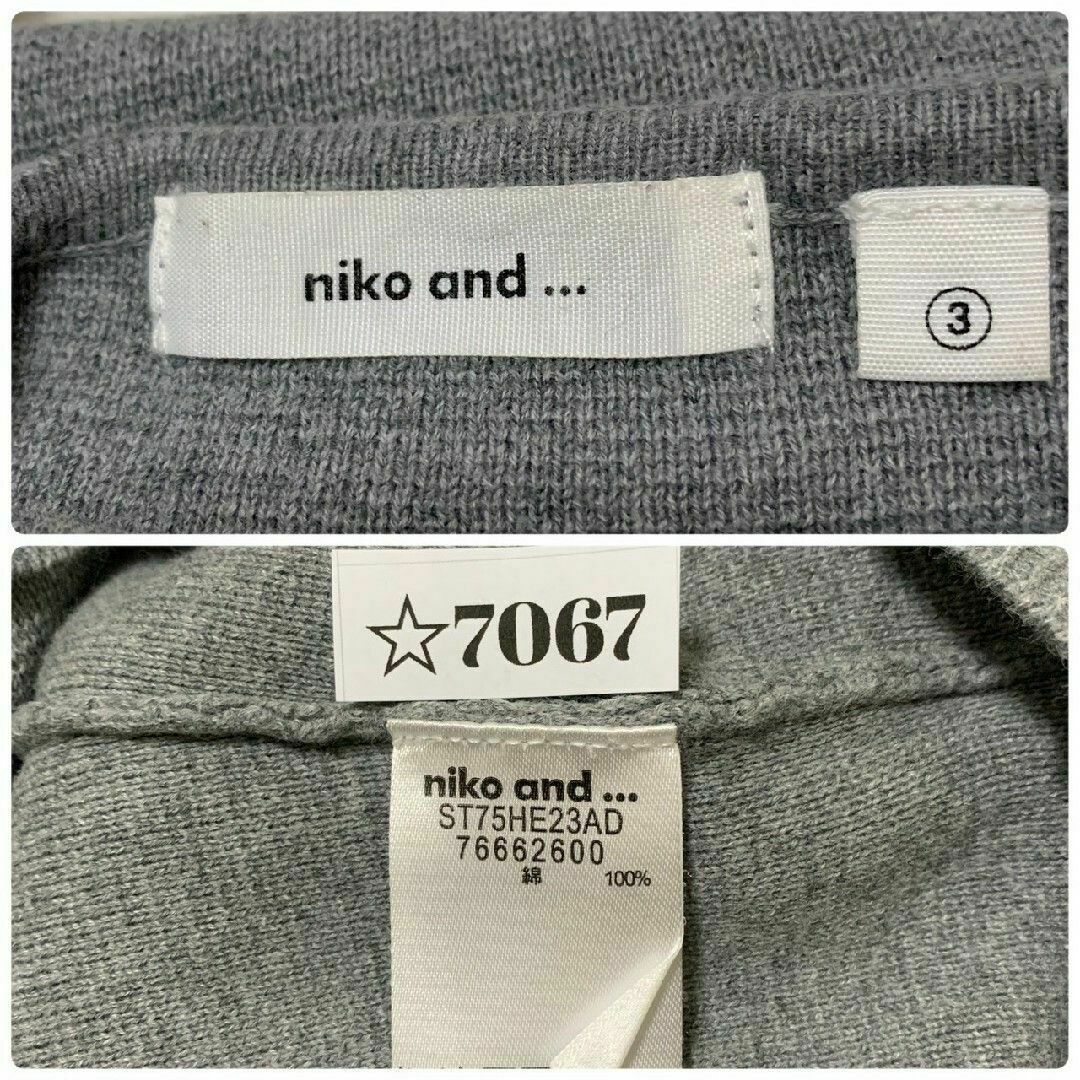 niko and ...
3
☆7067
niko and ...
ST75HE23AD
76662600
綿 100%